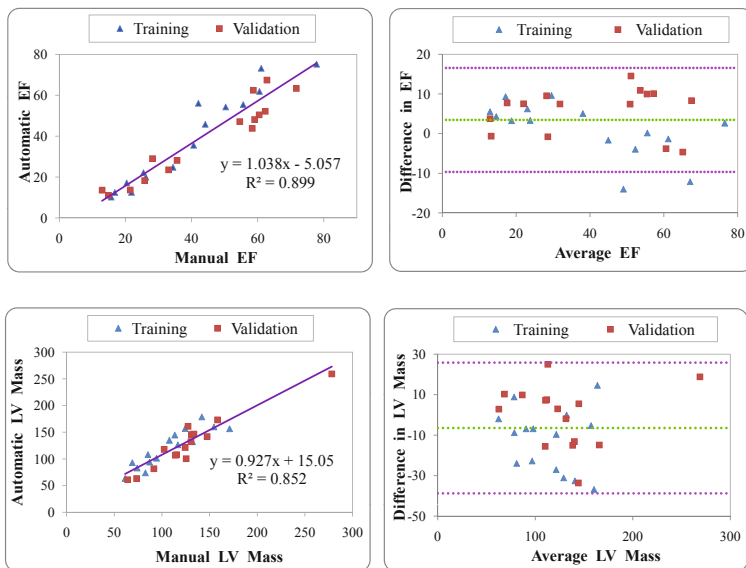 Training Validation
80
60
40
20
0
Automatic EF
y = 1.038x - 5.057
R² = 0.899
0 20 40 60 80
Manual EF
Training Validation
20
10
0
-10
-20
Difference in EF
0 20 40 60 80
Average EF
Training Validation
300
250
200
150
100
50
0
Automatic LV Mass
y = 0.927x + 15.05
R² = 0.852
0 50 100 150 200 250 300
Manual LV Mass
Training Validation
30
10
-10
-30
-50
Difference in LV Mass
0 100 200 300
Average LV Mass